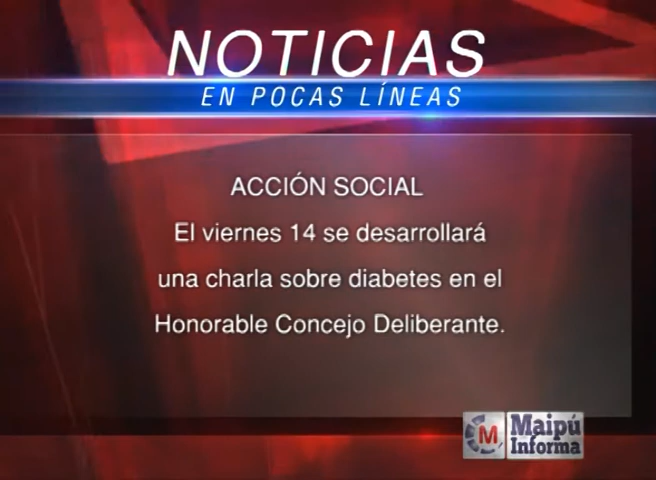 NOTICIAS
EN POCAS LÍNEAS
ACCIÓN SOCIAL
El viernes 14 se desarrollará
una charla sobre diabetes en el
Honorable Concejo Deliberante.
M
Maipú
Informa